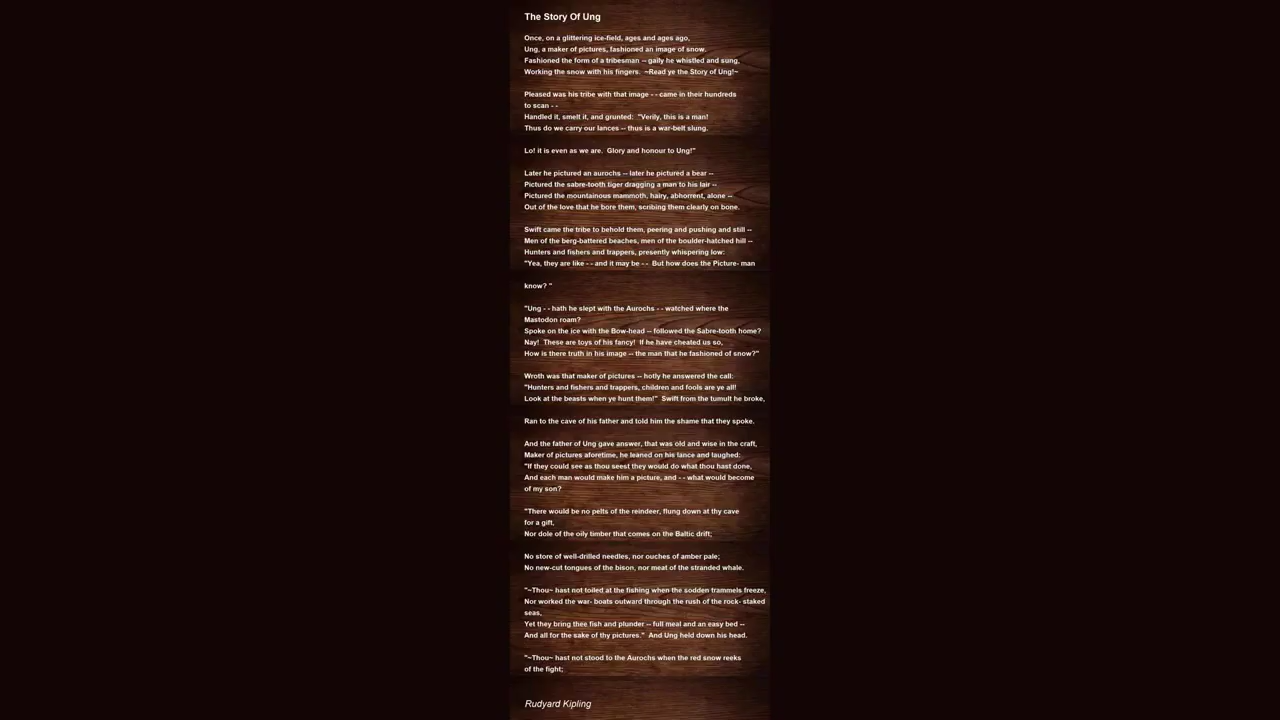 The Story Of Ung
Once, on a glittering ice-field, ages and ages ago,
Ung, a maker of pictures, fashioned an image of snow.
Fashioned the form of a tribesman -- gaily he whistled and sung,
Working the snow with his fingers.  ~Read ye the Story of Ung!~
Pleased was his tribe with that image - - came in their hundreds
to scan - -
Handled it, smelt it, and grunted:  "Verily, this is a man!
Thus do we carry our lances -- thus is a war-belt slung.
Lo! it is even as we are.  Glory and honour to Ung!"
Later he pictured an aurochs -- later he pictured a bear --
Pictured the sabre-tooth tiger dragging a man to his lair --
Pictured the mountainous mammoth, hairy, abhorrent, alone --
Out of the love that he bore them, scribing them clearly on bone.
Swift came the tribe to behold them, peering and pushing and still --
Men of the berg-battered beaches, men of the boulder-hatched hill --
Hunters and fishers and trappers, presently whispering low:
"Yea, they are like - - and it may be - -  But how does the Picture- man
know? "
"Ung - - hath he slept with the Aurochs - - watched where the
Mastodon roam?
Spoke on the ice with the Bow-head -- followed the Sabre-tooth home?
Nay!  These are toys of his fancy!  If he have cheated us so,
How is there truth in his image -- the man that he fashioned of snow?"
Wroth was that maker of pictures -- hotly he answered the call:
"Hunters and fishers and trappers, children and fools are ye all!
Look at the beasts when ye hunt them!"  Swift from the tumult he broke,
Ran to the cave of his father and told him the shame that they spoke.
And the father of Ung gave answer, that was old and wise in the craft,
Maker of pictures aforetime, he leaned on his lance and laughed:
"If they could see as thou seest they would do what thou hast done,
And each man would make him a picture, and - - what would become
of my son?
"There would be no pelts of the reindeer, flung down at thy cave
for a gift,
Nor dole of the oily timber that comes on the Baltic drift;
No store of well-drilled needles, nor ouches of amber pale;
No new-cut tongues of the bison, nor meat of the stranded whale.
"~Thou~ hast not toiled at the fishing when the sodden trammels freeze,
Nor worked the war- boats outward through the rush of the rock- staked
seas,
Yet they bring thee fish and plunder -- full meal and an easy bed --
And all for the sake of thy pictures."  And Ung held down his head.
"~Thou~ hast not stood to the Aurochs when the red snow reeks
of the fight;
Rudyard Kipling